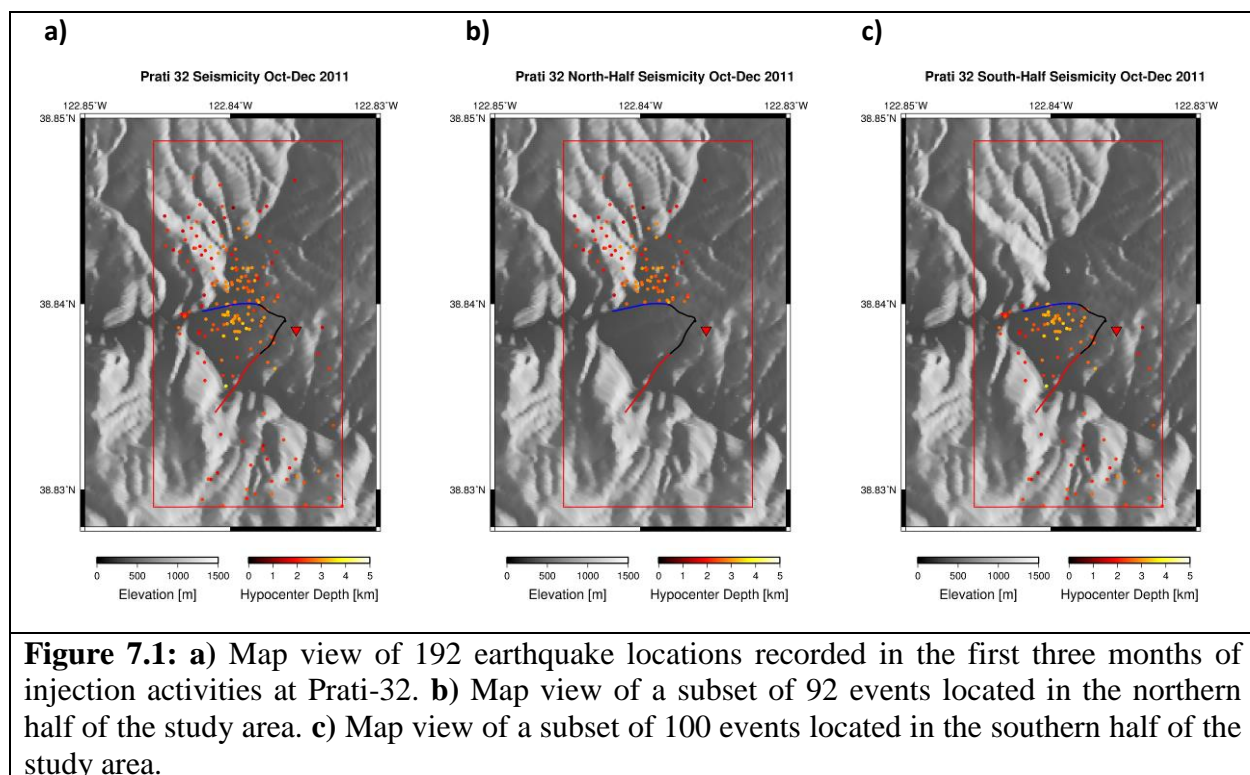 a)
Prati 32 Seismicity Oct-Dec 2011
122.85˚W 122.84˚W 122.83˚W
38.85˚N
38.84˚N
38.83˚N
0 500 1000 1500
Elevation [m]
0 1 2 3 4 5
Hypocenter Depth [km]
b)
Prati 32 North-Half Seismicity Oct-Dec 2011
122.85˚W 122.84˚W 122.83˚W
38.85˚N
38.84˚N
38.83˚N
0 500 1000 1500
Elevation [m]
0 1 2 3 4 5
Hypocenter Depth [km]
c)
Prati 32 South-Half Seismicity Oct-Dec 2011
122.85˚W 122.84˚W 122.83˚W
38.85˚N
38.84˚N
38.83˚N
0 500 1000 1500
Elevation [m]
0 1 2 3 4 5
Hypocenter Depth [km]
Figure 7.1: a) Map view of 192 earthquake locations recorded in the first three months of
injection activities at Prati-32. b) Map view of a subset of 92 events located in the northern
half of the study area. c) Map view of a subset of 100 events located in the southern half of the
study area.